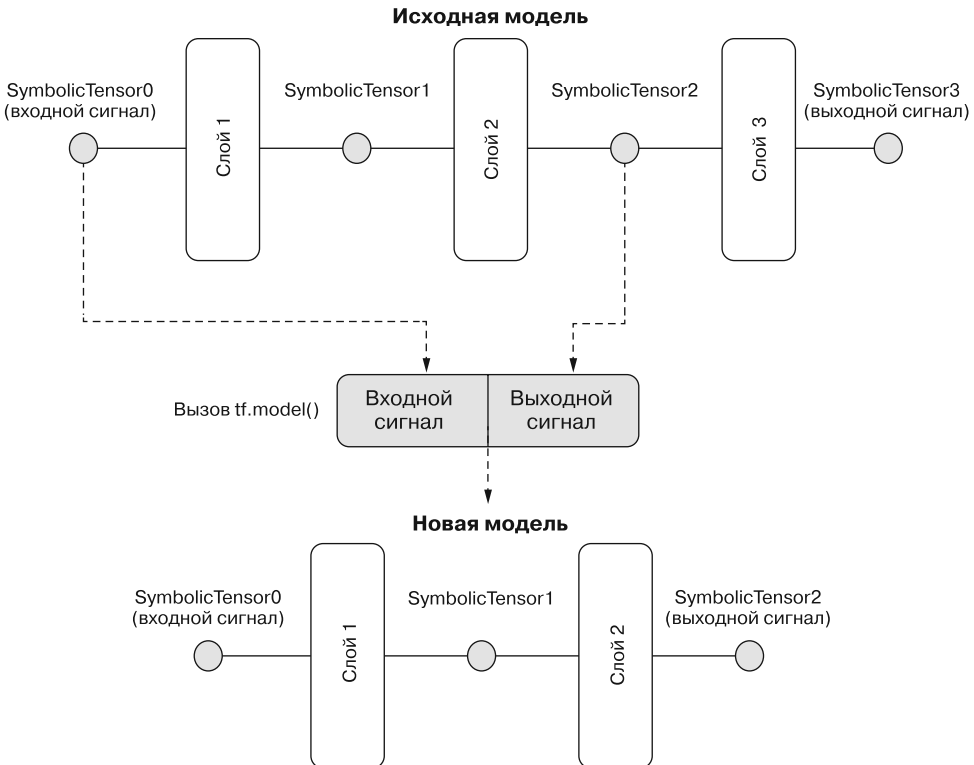 Исходная модель
SymbolicTensor0
(входной сигнал)
Слой 1
SymbolicTensor1
Слой 2
SymbolicTensor2
Слой 3
SymbolicTensor3
(выходной сигнал)
Вызов tf.model()
Входной
сигнал
Выходной
сигнал
Новая модель
SymbolicTensor0
(входной сигнал)
Слой 1
SymbolicTensor1
Слой 2
SymbolicTensor2
(выходной сигнал)